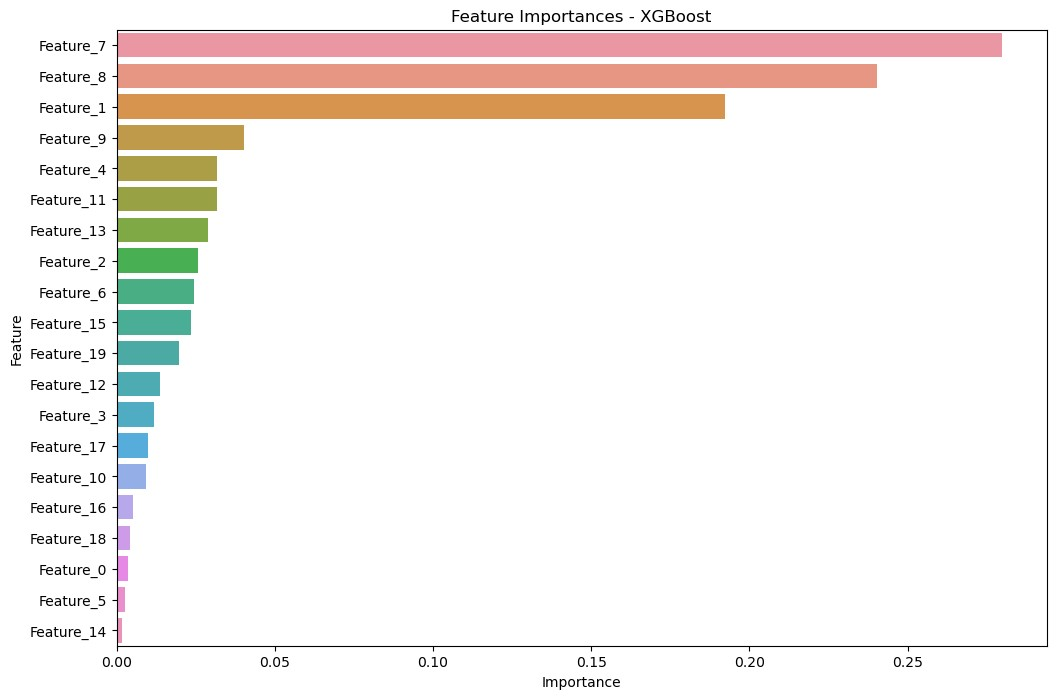 Feature Importances - XGBoost
Feature
Feature_7
Feature_8
Feature_1
Feature_9
Feature_4
Feature_11
Feature_13
Feature_2
Feature_6
Feature_15
Feature_19
Feature_12
Feature_3
Feature_17
Feature_10
Feature_16
Feature_18
Feature_0
Feature_5
Feature_14
0.00 0.05 0.10 0.15 0.20 0.25
Importance